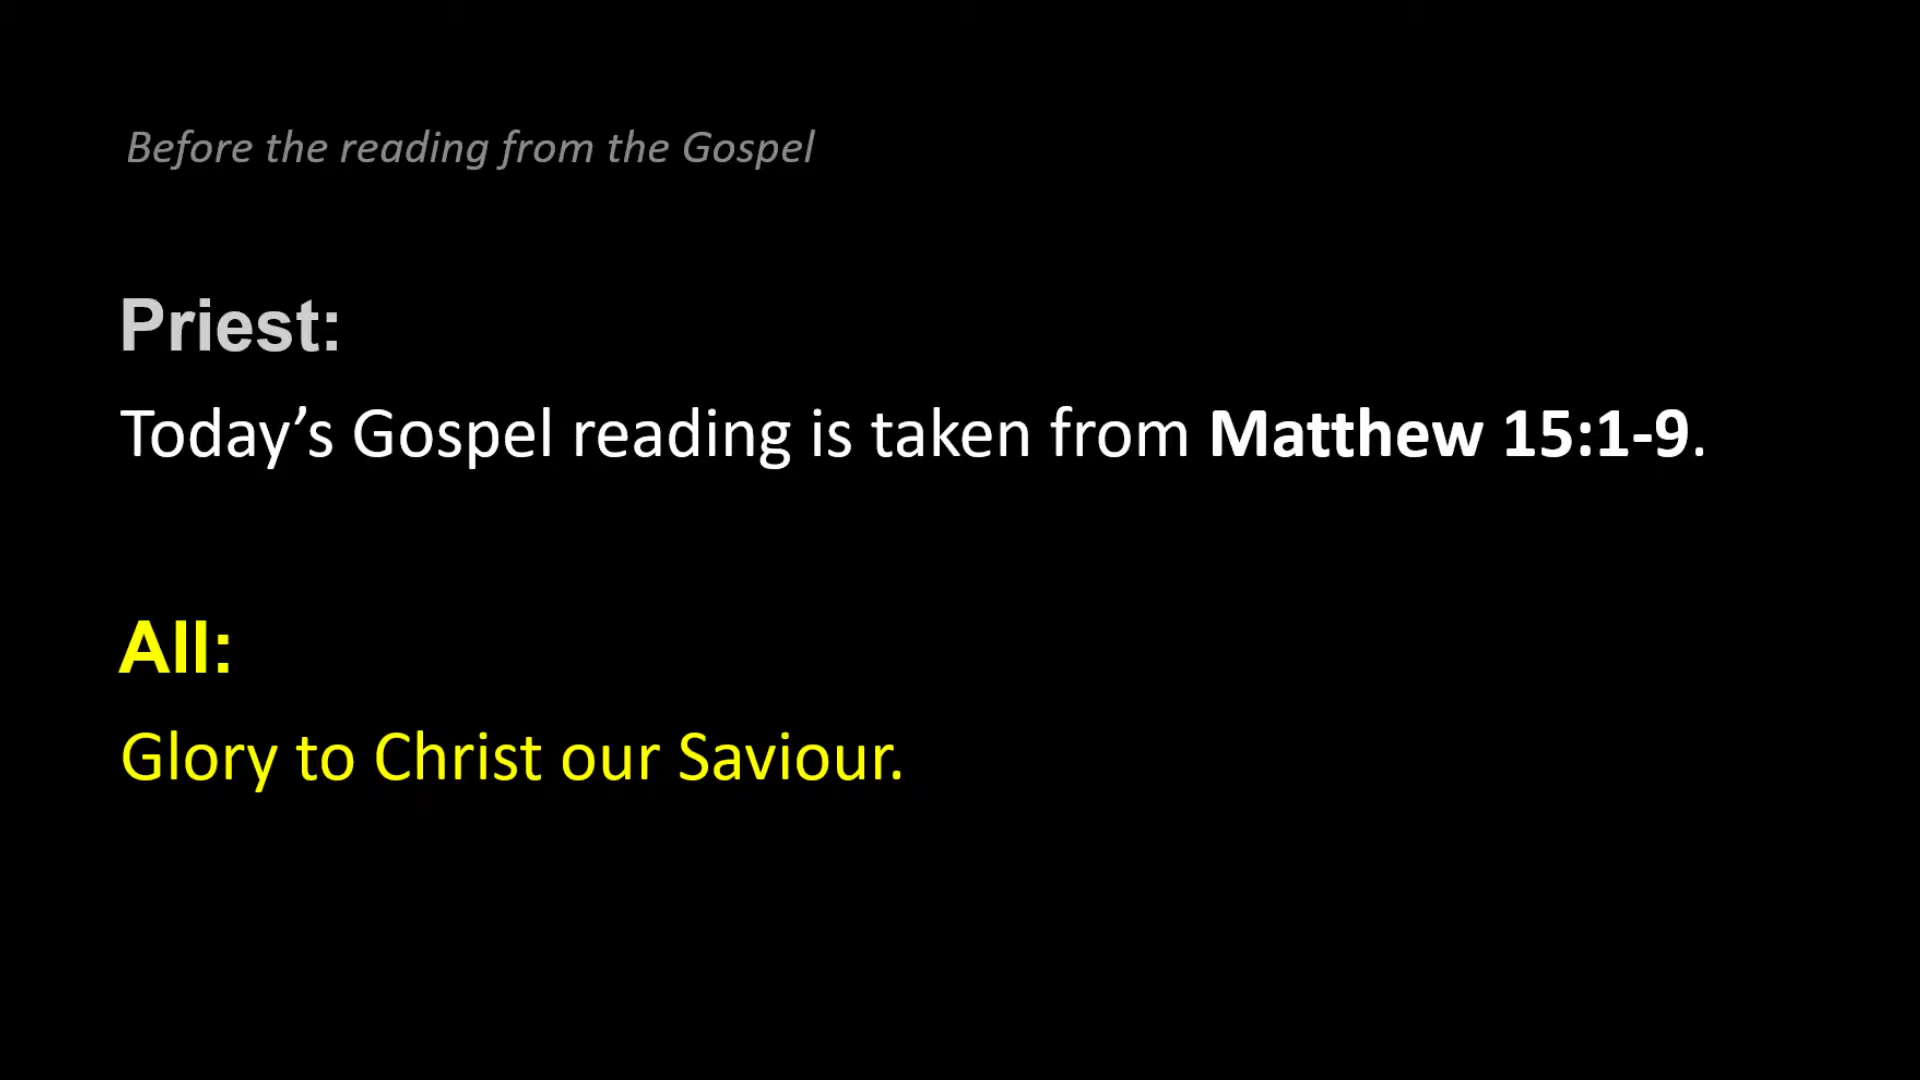 Before the reading from the Gospel
Priest:
Today’s Gospel reading is taken from Matthew 15:1-9.
All:
Glory to Christ our Saviour.